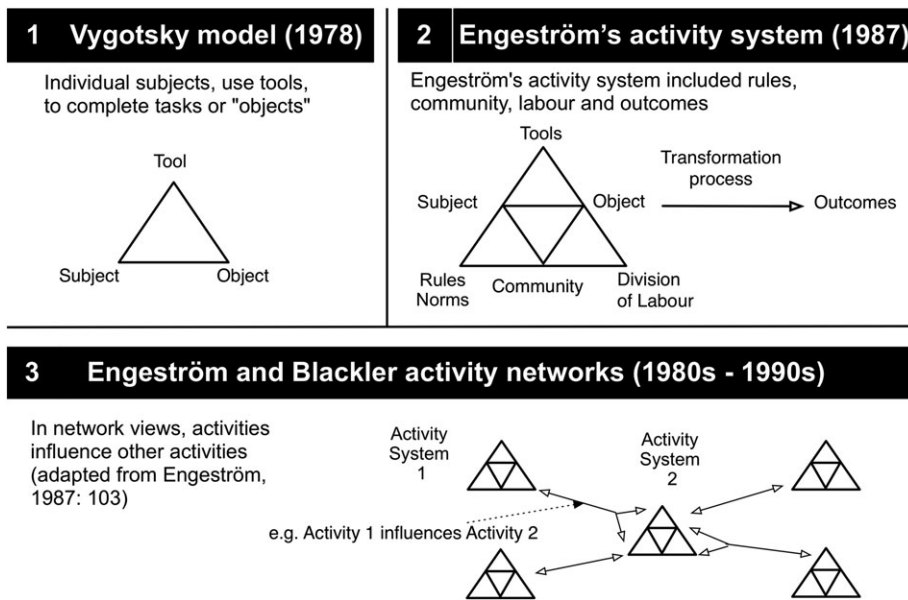 1 Vygotsky model (1978)
Individual subjects, use tools,
to complete tasks or "objects"
Tool
Subject
Object
2 Engeström's activity system (1987)
Engeström's activity system included rules,
community, labour and outcomes
Tools
Subject
Object
Transformation
process
Outcomes
Rules
Norms
Community
Division
of Labour
3 Engeström and Blackler activity networks (1980s - 1990s)
In network views, activities
influence other activities
(adapted from Engeström,
1987: 103)
Activity
System
1
Activity
System
2
e.g. Activity 1 influences Activity 2